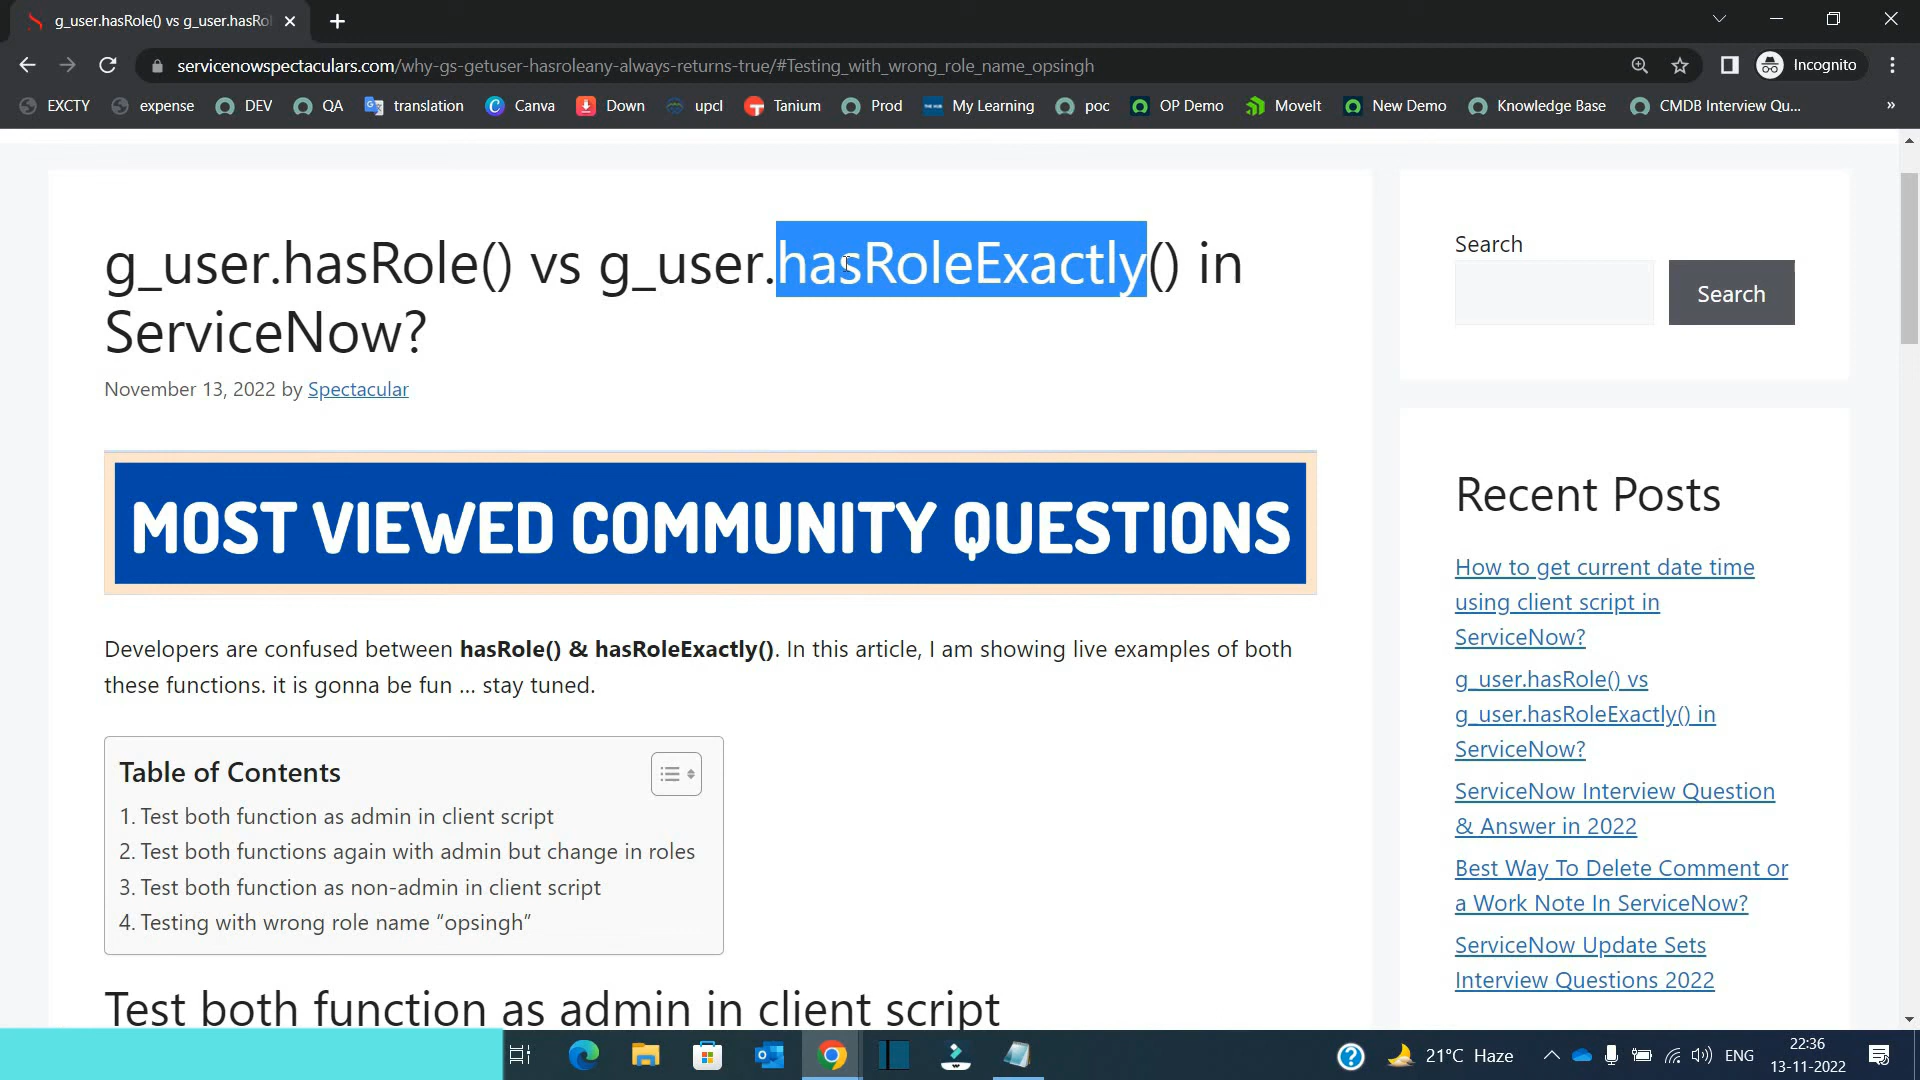 g_user.hasRole() vs g_user.hasRol
servicenowspectaculars.com/why-gs-getuser-hasroleany-always-returns-true/#Testing_with_wrong_role_name_opsingh
Incognito
EXCTY expense DEV QA translation Canva Down upcl Tanium Prod My Learning poc OP Demo MoveIt New Demo Knowledge Base CMDB Interview Qu... »
g_user.hasRole() vs g_user.hasRoleExactly() in
ServiceNow?
November 13, 2022 by Spectacular
MOST VIEWED COMMUNITY QUESTIONS
Developers are confused between hasRole() & hasRoleExactly(). In this article, I am showing live examples of both
these functions. it is gonna be fun … stay tuned.
Table of Contents
1. Test both function as admin in client script
2. Test both functions again with admin but change in roles
3. Test both function as non-admin in client script
4. Testing with wrong role name “opsingh”
Test both function as admin in client script
Search
Search
Recent Posts
How to get current date time
using client script in
ServiceNow?
g_user.hasRole() vs
g_user.hasRoleExactly() in
ServiceNow?
ServiceNow Interview Question
& Answer in 2022
Best Way To Delete Comment or
a Work Note In ServiceNow?
ServiceNow Update Sets
Interview Questions 2022
21°C Haze
ENG
22:36
13-11-2022